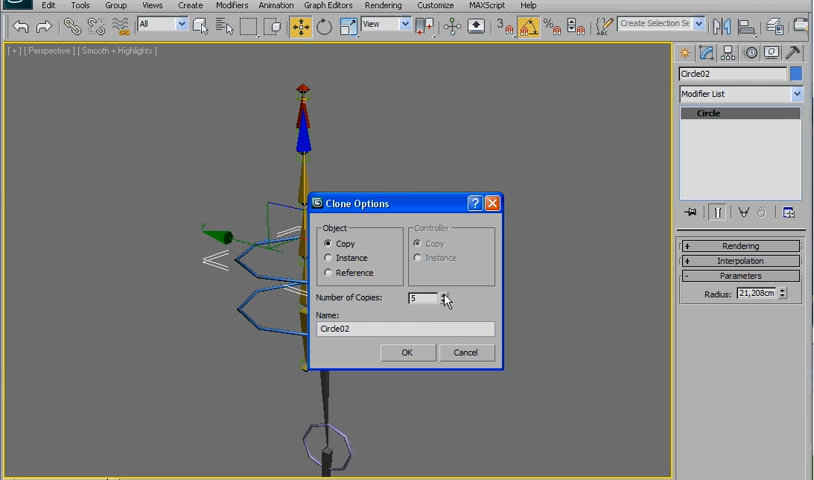 Edit Tools Group Views Create Modifiers Animation Graph Editors Rendering Customize MAXScript Help
All View 3 Create Selection Se
[ + ] [ Perspective ] [ Smooth + Highlights ]
Circle02
Modifier List
Circle
Clone Options
Object
Copy
Instance
Reference
Controller
Copy
Instance
Number of Copies: 5
Name:
Circle02
OK Cancel
+ Rendering
+ Interpolation
- Parameters
Radius: 21,208cm